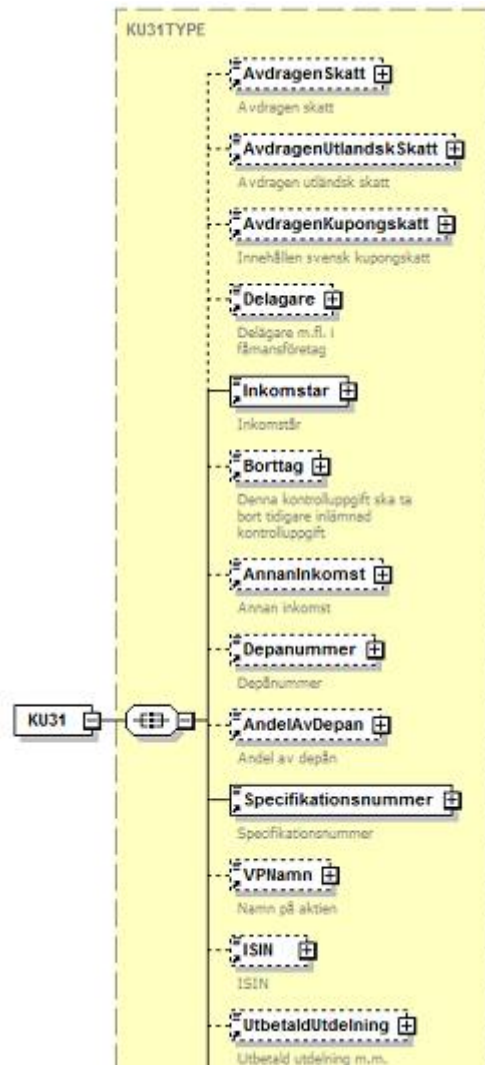 KU31TYPE
AvdragenSkatt
Avdragen skatt
AvdragenUtlandskSkatt
Avdragen utländsk skatt
AvdragenKupongskatt
Innehållen svensk kupongskatt
Delagare
Delägare m.fl. i
fåmansföretag
Inkomstar
Inkomstår
Borttag
Denna kontrolluppgift ska ta
bort tidigare inlämnad
kontrolluppgift
AnnanInkomst
Annan inkomst
Depanummer
Depånummer
KU31
AndelAvDepan
Andel av depån
Specifikationsnummer
Specifikationsnummer
VPNamn
Namn på aktien
ISIN
ISIN
UtbetaldUtdelning
Utbetald utdelning m.m.